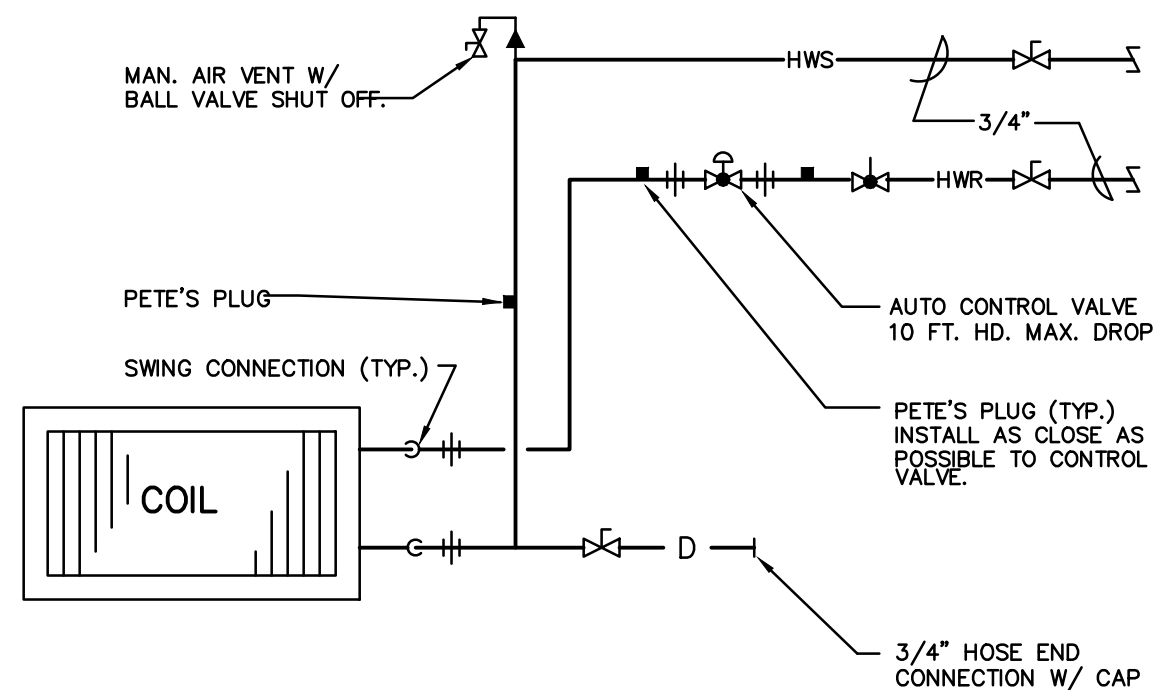 MAN. AIR VENT W/
BALL VALVE SHUT OFF.
HWS
3/4"
HWR
PETE'S PLUG
AUTO CONTROL VALVE
10 FT. HD. MAX. DROP
SWING CONNECTION (TYP.)
PETE'S PLUG (TYP.)
INSTALL AS CLOSE AS
POSSIBLE TO CONTROL
VALVE.
COIL
D
3/4" HOSE END
CONNECTION W/ CAP